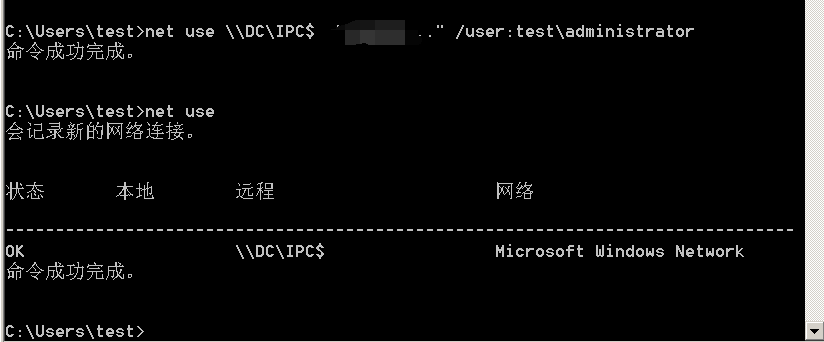 C:\Users\test>net use \\DC\IPC$ " .." /user:test\administrator
命令成功完成。
C:\Users\test>net use
会记录新的网络连接。
状态 本地 远程 网络
-------------------------------------------------------------------------------
OK \\DC\IPC$ Microsoft Windows Network
命令成功完成。
C:\Users\test>